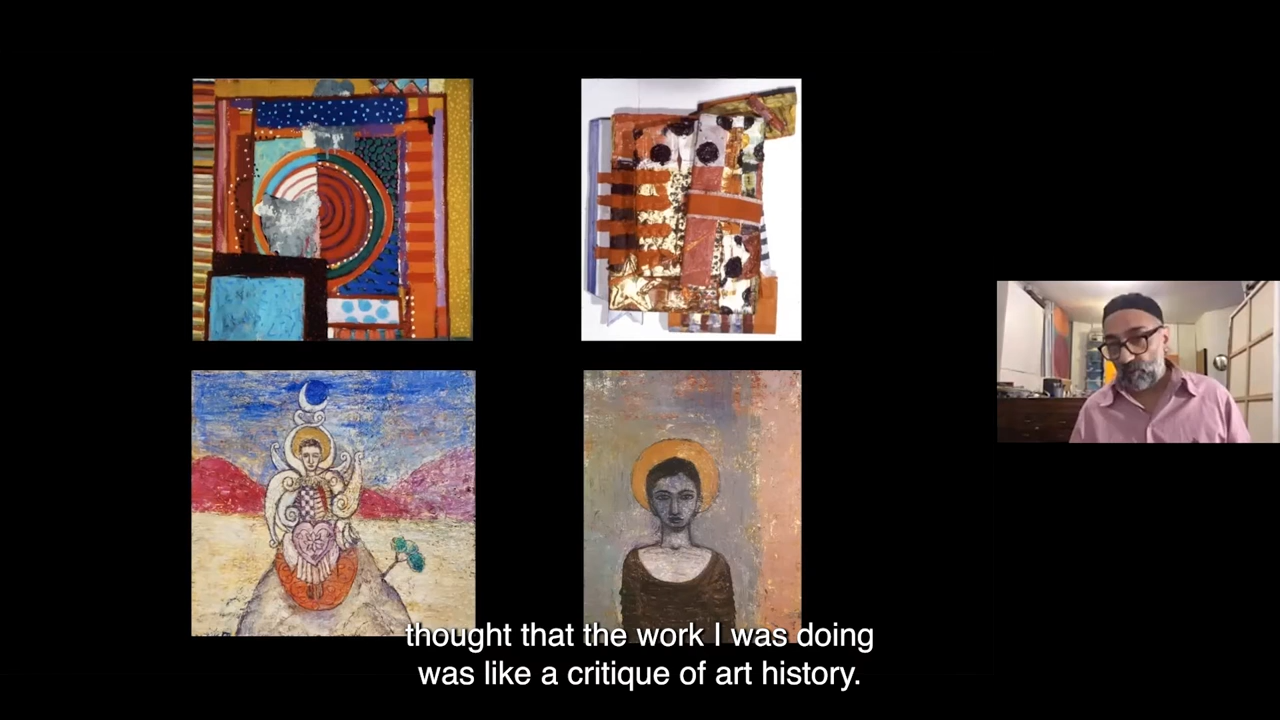 thought that the work I was doing
was like a critique of art history.